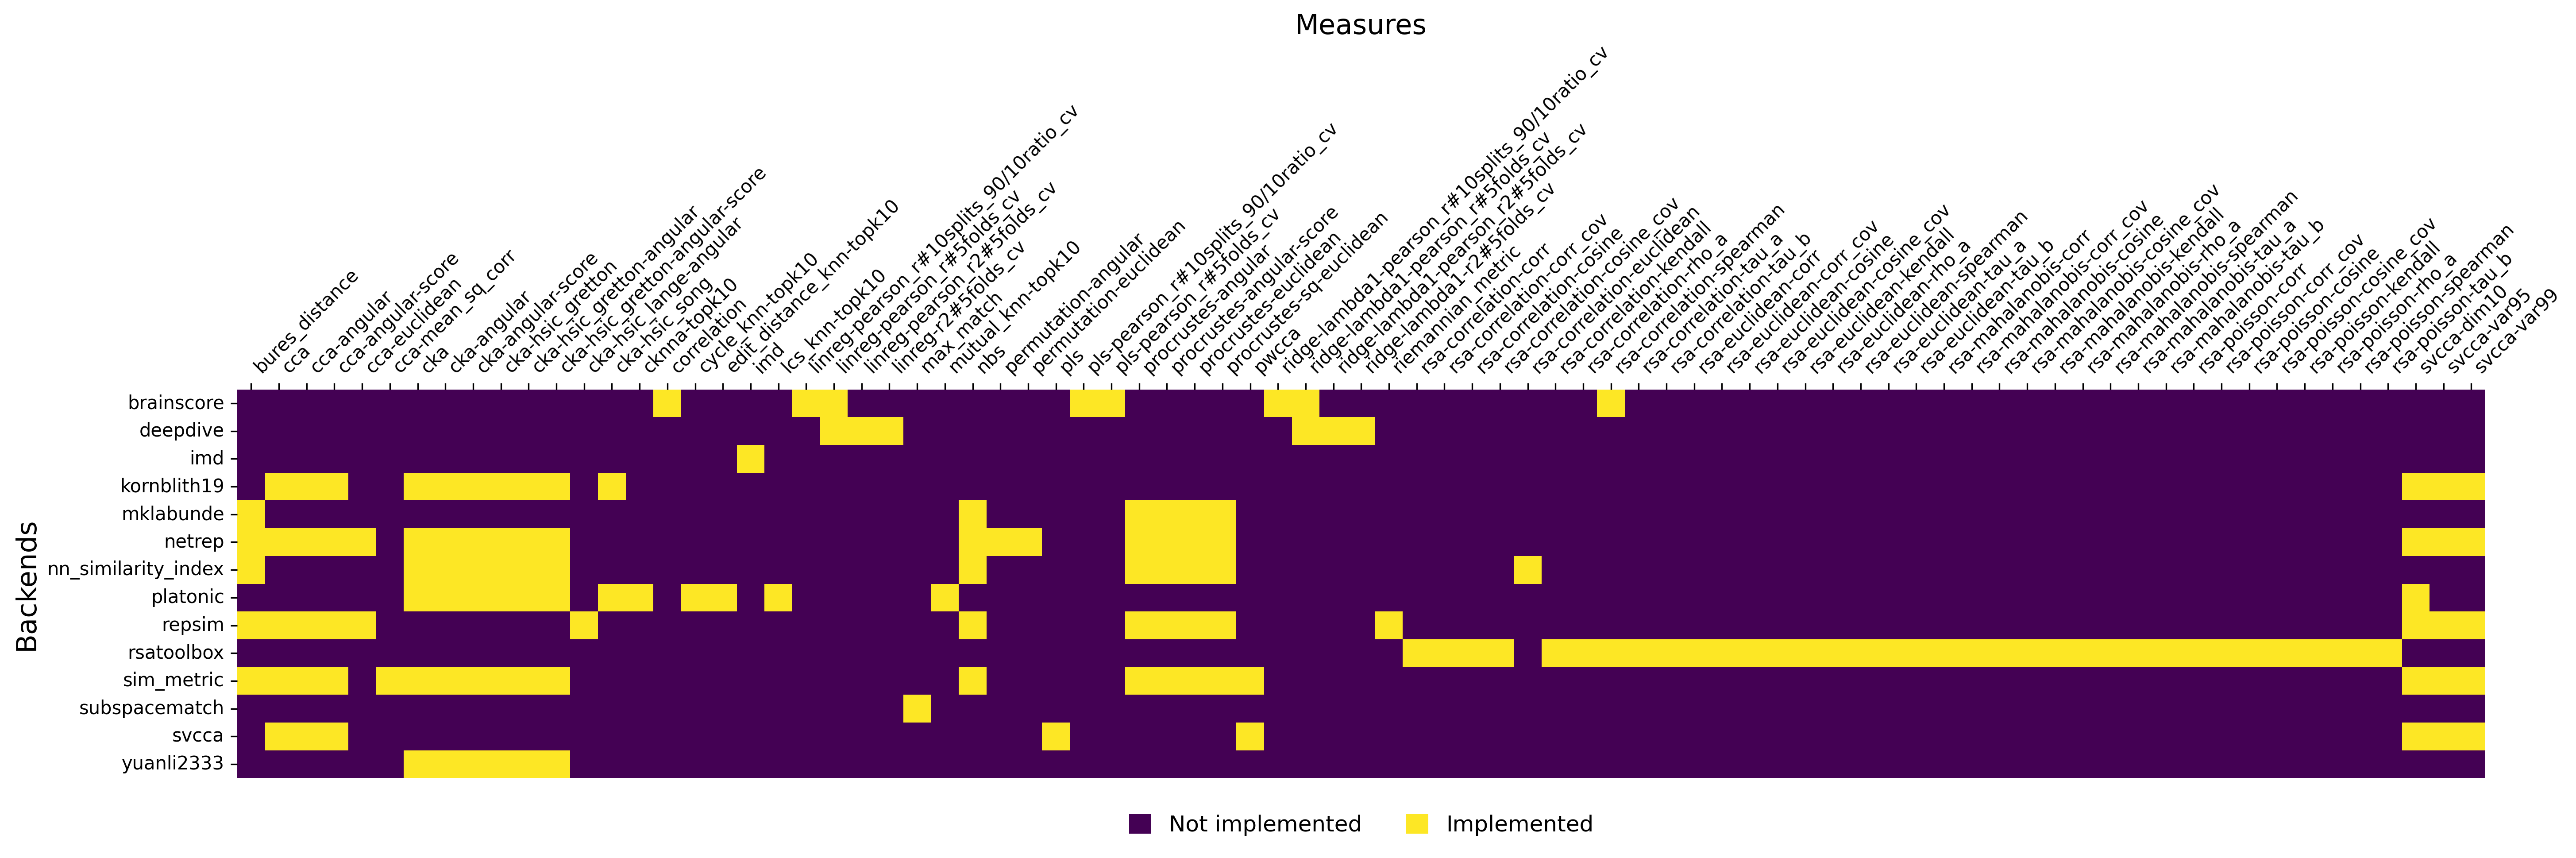 Measures
bures_distance
cca
cca-angular
cca-angular-score
cca-euclidean
cca-mean_sq_corr
cka
cka-angular
cka-angular-score
cka-hsic_gretton
cka-hsic_gretton-angular
cka-hsic_gretton-angular-score
cka-hsic_lange-angular
cka-hsic_song
cknna-topk10
correlation
cycle_knn-topk10
edit_distance_knn-topk10
imd
lcs_knn-topk10
linreg-pearson_r#10splits_90/10ratio_cv
linreg-pearson_r#5folds_cv
linreg-pearson_r2#5folds_cv
linreg-r2#5folds_cv
max_match
mutual_knn-topk10
nbs
permutation-angular
permutation-euclidean
pls
pls-pearson_r#10splits_90/10ratio_cv
pls-pearson_r#5folds_cv
procrustes-angular
procrustes-angular-score
procrustes-euclidean
procrustes-sq-euclidean
pwcca
ridge-lambda1-pearson_r#10splits_90/10ratio_cv
ridge-lambda1-pearson_r#5folds_cv
ridge-lambda1-pearson_r2#5folds_cv
ridge-lambda1-r2#5folds_cv
riemannian_metric
rsa-correlation-corr
rsa-correlation-corr_cov
rsa-correlation-cosine
rsa-correlation-cosine_cov
rsa-correlation-euclidean
rsa-correlation-kendall
rsa-correlation-rho_a
rsa-correlation-spearman
rsa-correlation-tau_a
rsa-correlation-tau_b
rsa-euclidean-corr
rsa-euclidean-corr_cov
rsa-euclidean-cosine
rsa-euclidean-cosine_cov
rsa-euclidean-kendall
rsa-euclidean-rho_a
rsa-euclidean-spearman
rsa-euclidean-tau_a
rsa-euclidean-tau_b
rsa-mahalanobis-corr
rsa-mahalanobis-corr_cov
rsa-mahalanobis-cosine
rsa-mahalanobis-cosine_cov
rsa-mahalanobis-kendall
rsa-mahalanobis-rho_a
rsa-mahalanobis-spearman
rsa-mahalanobis-tau_a
rsa-mahalanobis-tau_b
rsa-poisson-corr
rsa-poisson-corr_cov
rsa-poisson-cosine
rsa-poisson-cosine_cov
rsa-poisson-kendall
rsa-poisson-rho_a
rsa-poisson-spearman
rsa-poisson-tau_b
svcca-dim10
svcca-var95
svcca-var99
Backends
brainscore
deepdive
imd
kornblith19
mklabunde
netrep
nn_similarity_index
platonic
repsim
rsatoolbox
sim_metric
subspacematch
svcca
yuanli2333
Not implemented
Implemented